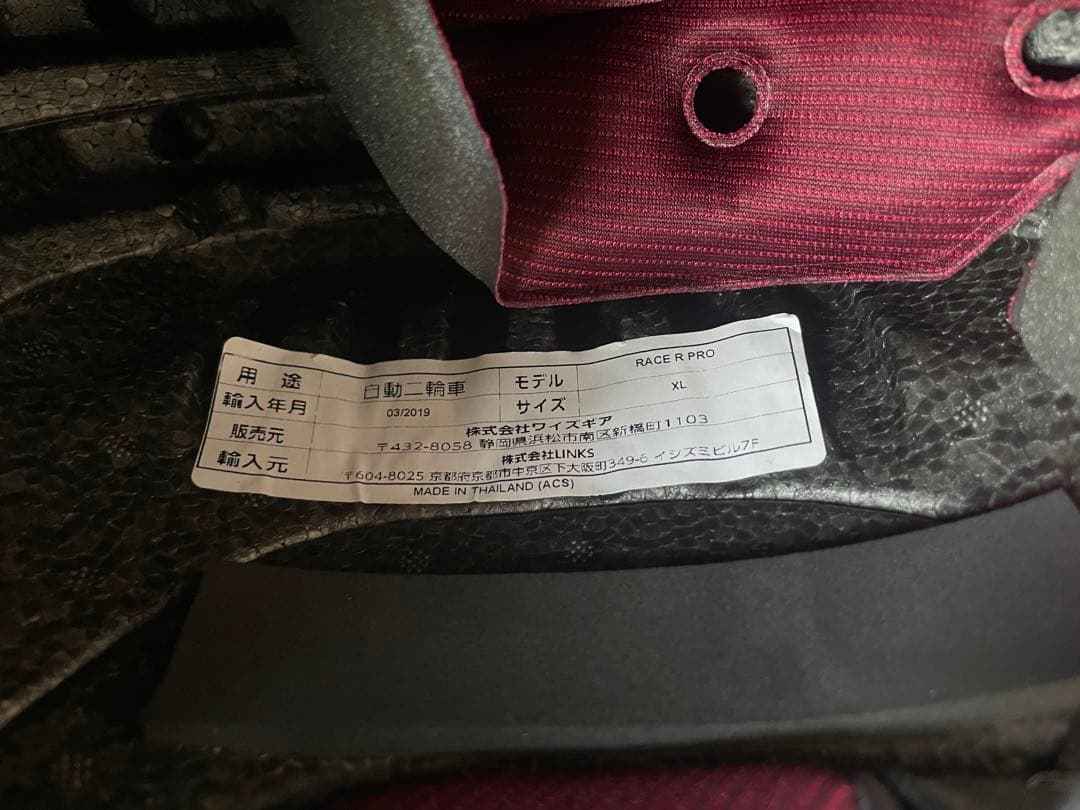 用 途 自動二輪車 モデル RACE R PRO
輸入年月 03/2019 サイズ XL
販売元 株式会社ワイズギア
〒432-8058 静岡県浜松市南区新橋町1103
輸入元 株式会社LINKS
〒604-8025 京都府京都市中京区下大阪町349-6 イシズミビル7F
MADE IN THAILAND (ACS)